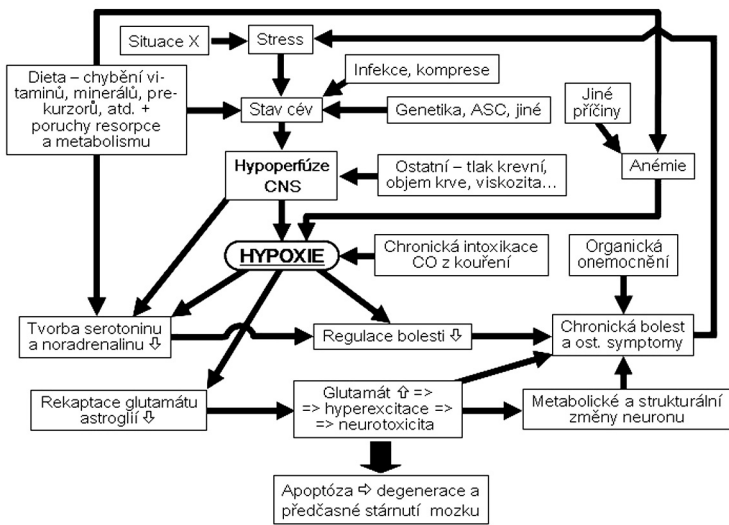 Situace X
Stress
Infekce, komprese
Dieta – chybění vi-
taminů, minerálů, pre-
kurzorů, atd. +
poruchy resorpce
a metabolismu
Stav cév
Genetika, ASC, jiné
Jiné
příčiny
Hypoperfúze
CNS
Ostatní – tlak krevní,
objem krve, viskozita...
Anémie
HYPOXIE
Chronická intoxikace
CO z kouření
Organická
onemocnění
Tvorba serotoninu
a noradrenalinu ⇩
Regulace bolesti ⇩
Chronická bolest
a ost. symptomy
Rekaptace glutamátu
astroglií ⇩
Glutamát ⇧ =>
=> hyperexcitace =>
=> neurotoxicita
Metabolické a strukturální
změny neuronu
Apoptóza ⇨ degenerace a
předčasné stárnutí mozku